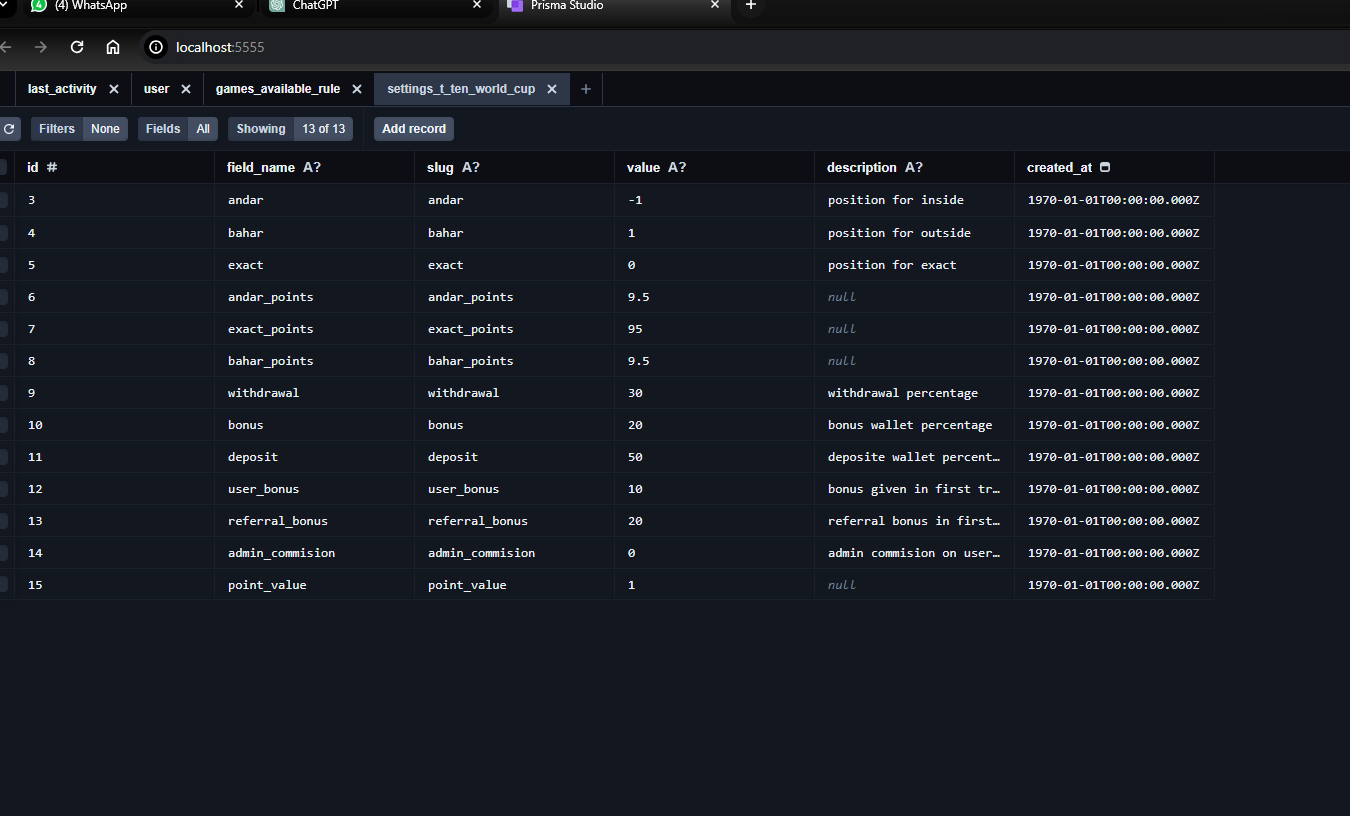 4 (4) WhatsApp ChatGPT Prisma Studio
localhost:5555
last_activity user games_available_rule settings_t_ten_world_cup
Filters None Fields All Showing 13 of 13 Add record
id # field_name A? slug A? value A? description A? created_at
3 andar andar -1 position for inside 1970-01-01T00:00:00.000Z
4 bahar bahar 1 position for outside 1970-01-01T00:00:00.000Z
5 exact exact 0 position for exact 1970-01-01T00:00:00.000Z
6 andar_points andar_points 9.5 null 1970-01-01T00:00:00.000Z
7 exact_points exact_points 95 null 1970-01-01T00:00:00.000Z
8 bahar_points bahar_points 9.5 null 1970-01-01T00:00:00.000Z
9 withdrawal withdrawal 30 withdrawal percentage 1970-01-01T00:00:00.000Z
10 bonus bonus 20 bonus wallet percentage 1970-01-01T00:00:00.000Z
11 deposit deposit 50 deposite wallet percent… 1970-01-01T00:00:00.000Z
12 user_bonus user_bonus 10 bonus given in first tr… 1970-01-01T00:00:00.000Z
13 referral_bonus referral_bonus 20 referral bonus in first… 1970-01-01T00:00:00.000Z
14 admin_commision admin_commision 0 admin commision on user… 1970-01-01T00:00:00.000Z
15 point_value point_value 1 null 1970-01-01T00:00:00.000Z